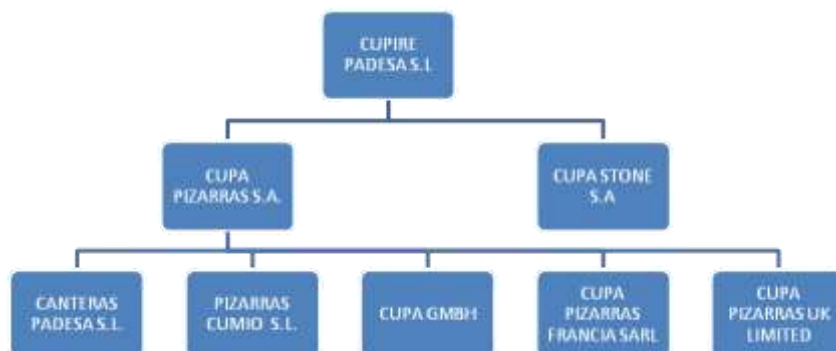 CUPIRE
PADESA S.L
CUPA
PIZARRAS S.A.
CUPA STONE
S.A
CANTERAS
PADESA S.L.
PIZARRAS
CUMIO S.L.
CUPA GMBH
CUPA
PIZARRAS
FRANCIA SARL
CUPA
PIZARRAS UK
LIMITED